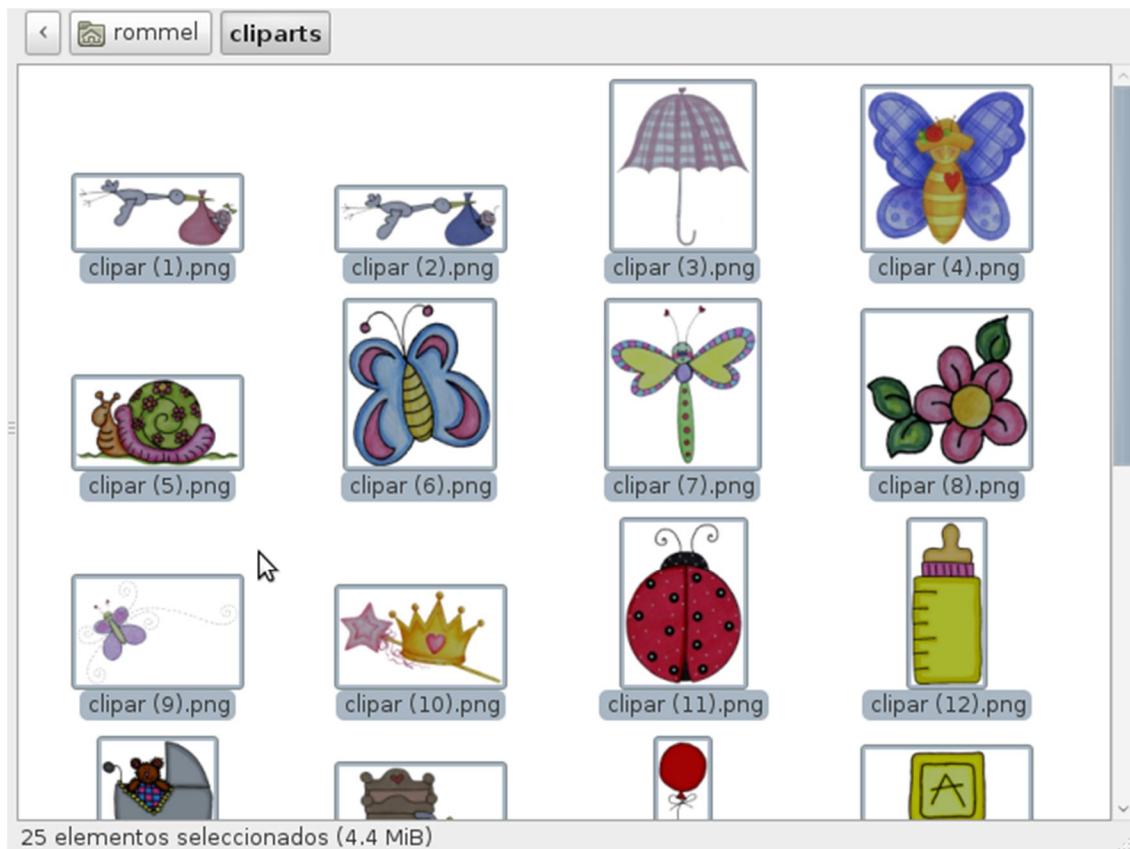 rommel cliparts
clipar (1).png clipar (2).png clipar (3).png clipar (4).png
clipar (5).png clipar (6).png clipar (7).png clipar (8).png
clipar (9).png clipar (10).png clipar (11).png clipar (12).png
A
25 elementos seleccionados (4.4 MiB)